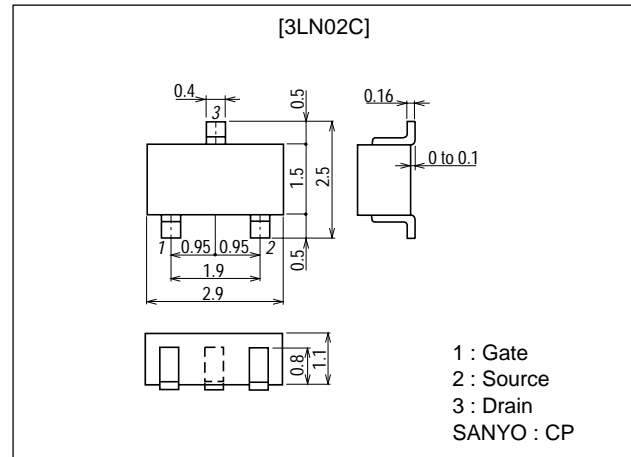 [3LN02C]
0.4
3
0.5
0.16
0 to 0.1
1.5
2.5
1
0.95
0.95
2
0.5
1.9
2.9
0.8
1.1
1 : Gate
2 : Source
3 : Drain
SANYO : CP